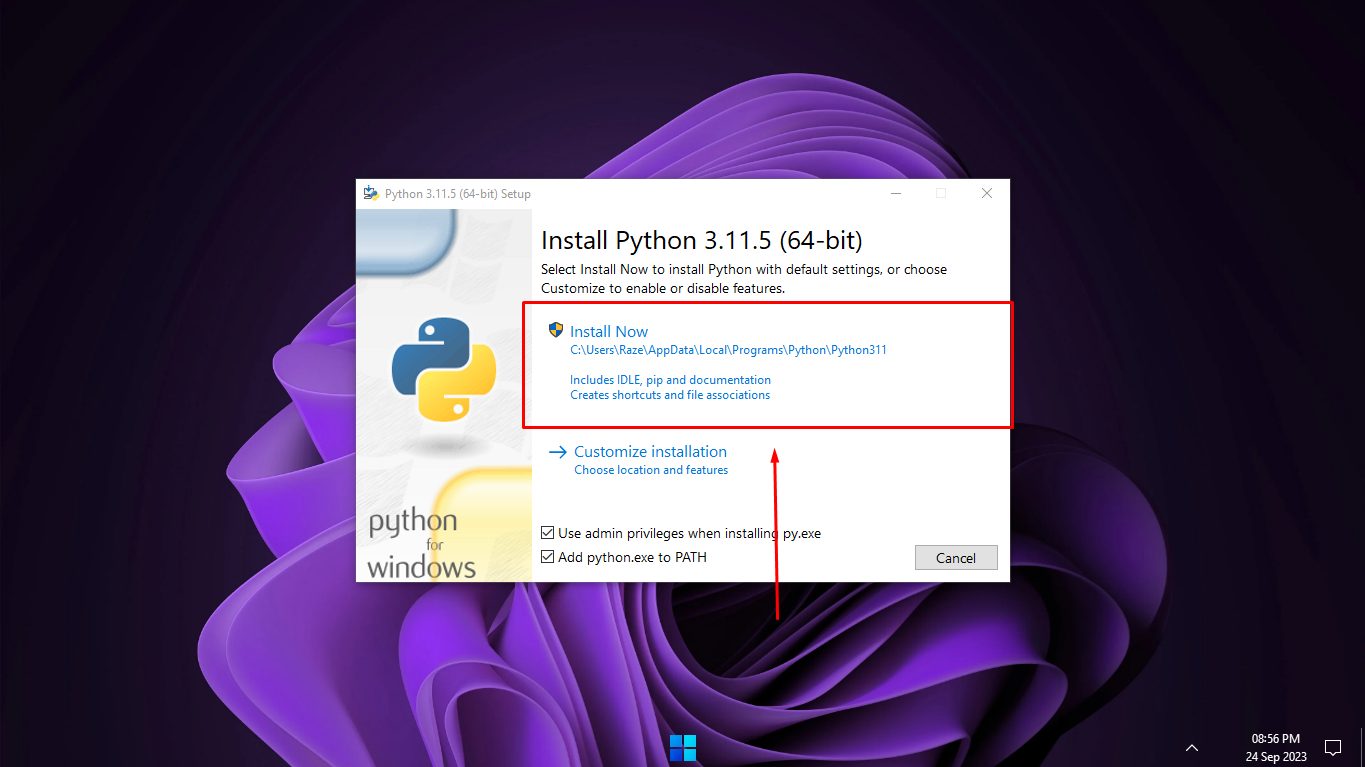 Python 3.11.5 (64-bit) Setup
Install Python 3.11.5 (64-bit)
Select Install Now to install Python with default settings, or choose
Customize to enable or disable features.
Install Now
C:\Users\Raze\AppData\Local\Programs\Python\Python311
Includes IDLE, pip and documentation
Creates shortcuts and file associations
Customize installation
Choose location and features
Use admin privileges when installing py.exe
Add python.exe to PATH
Cancel
python
for
windows
08:56 PM
24 Sep 2023